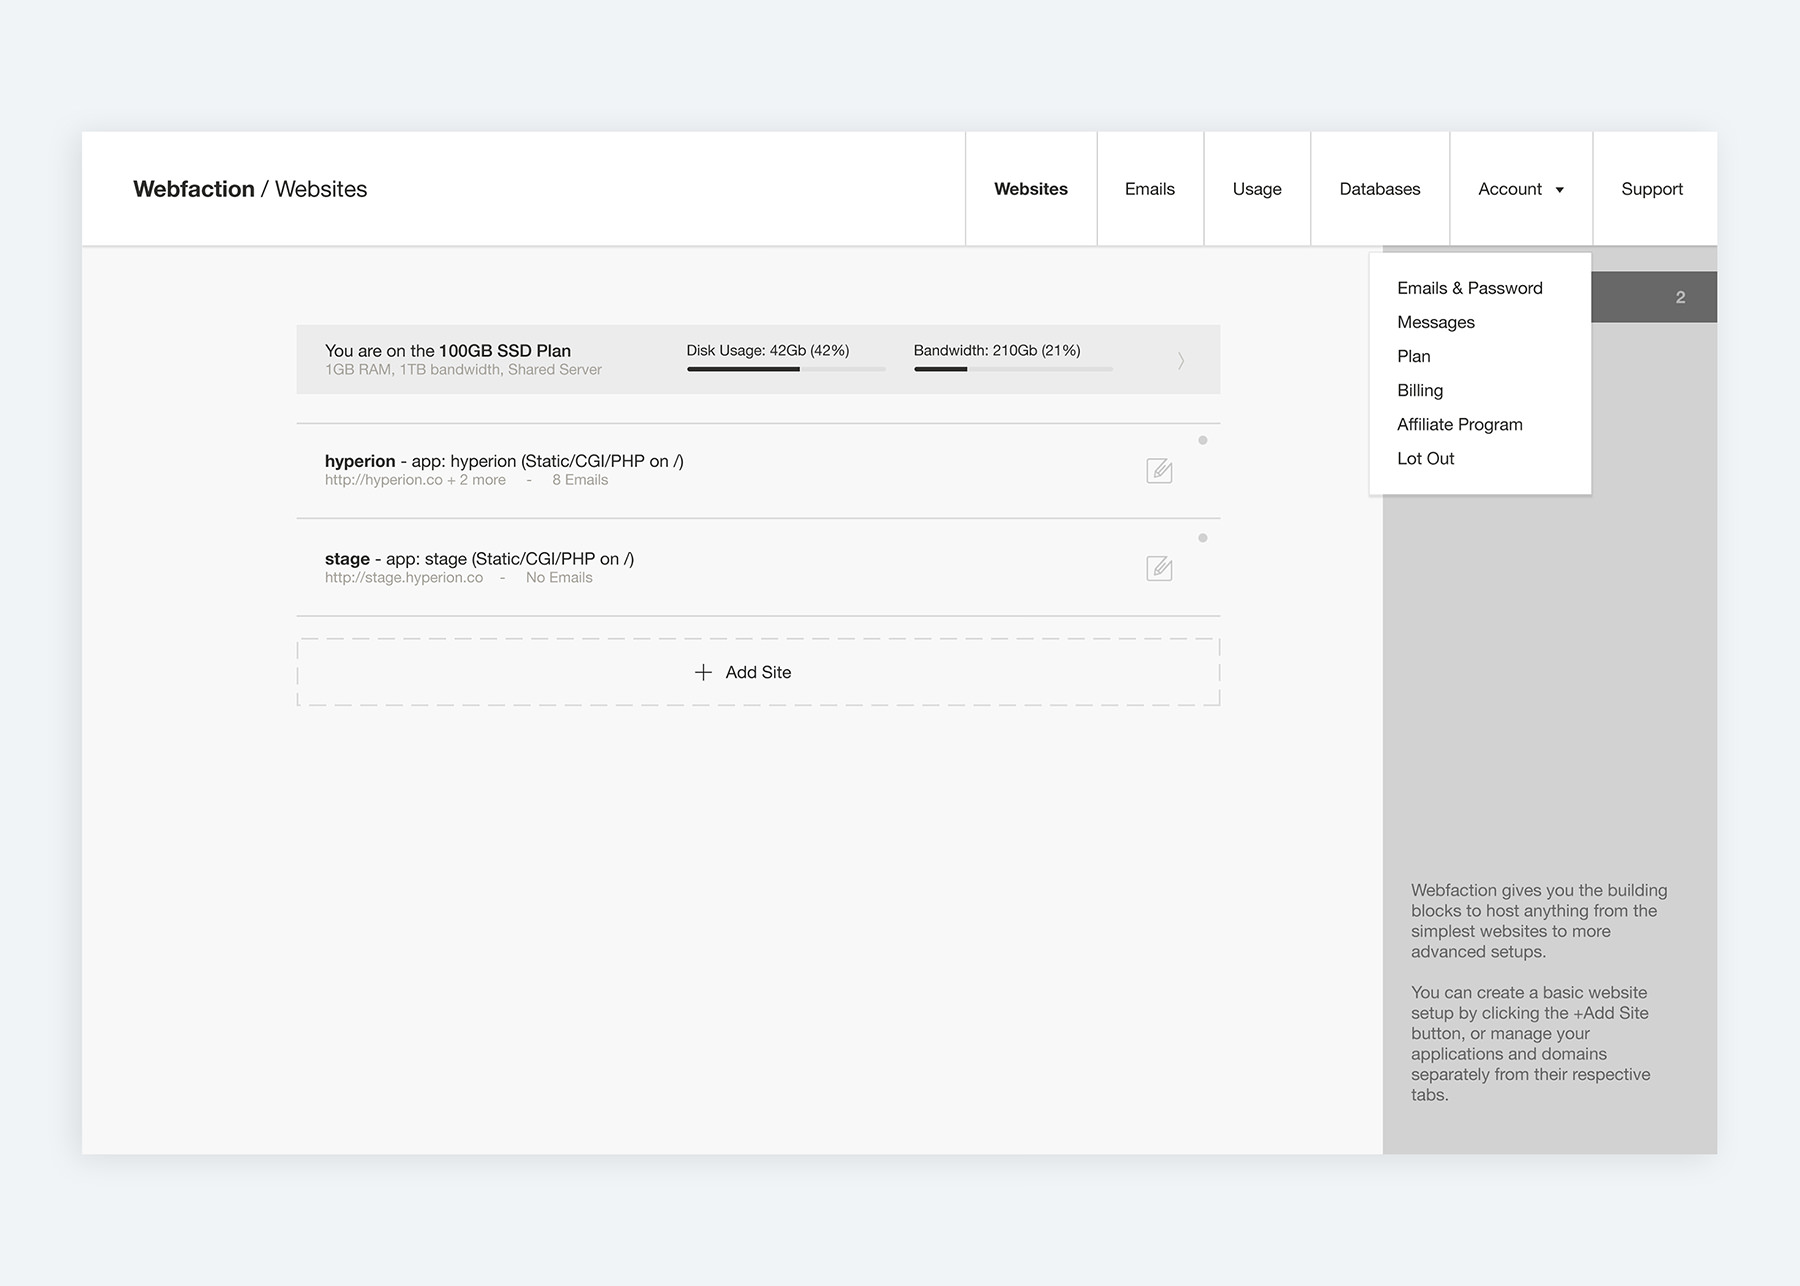 Webfaction / Websites
Websites
Emails
Usage
Databases
Account
Support
Emails & Password
Messages
Plan
Billing
Affiliate Program
Lot Out
2
You are on the 100GB SSD Plan
1GB RAM, 1TB bandwidth, Shared Server
Disk Usage: 42Gb (42%)
Bandwidth: 210Gb (21%)
hyperion - app: hyperion (Static/CGI/PHP on /)
http://hyperion.co + 2 more - 8 Emails
stage - app: stage (Static/CGI/PHP on /)
http://stage.hyperion.co - No Emails
Add Site
Webfaction gives you the building
blocks to host anything from the
simplest websites to more
advanced setups.
You can create a basic website
setup by clicking the +Add Site
button, or manage your
applications and domains
separately from their respective
tabs.